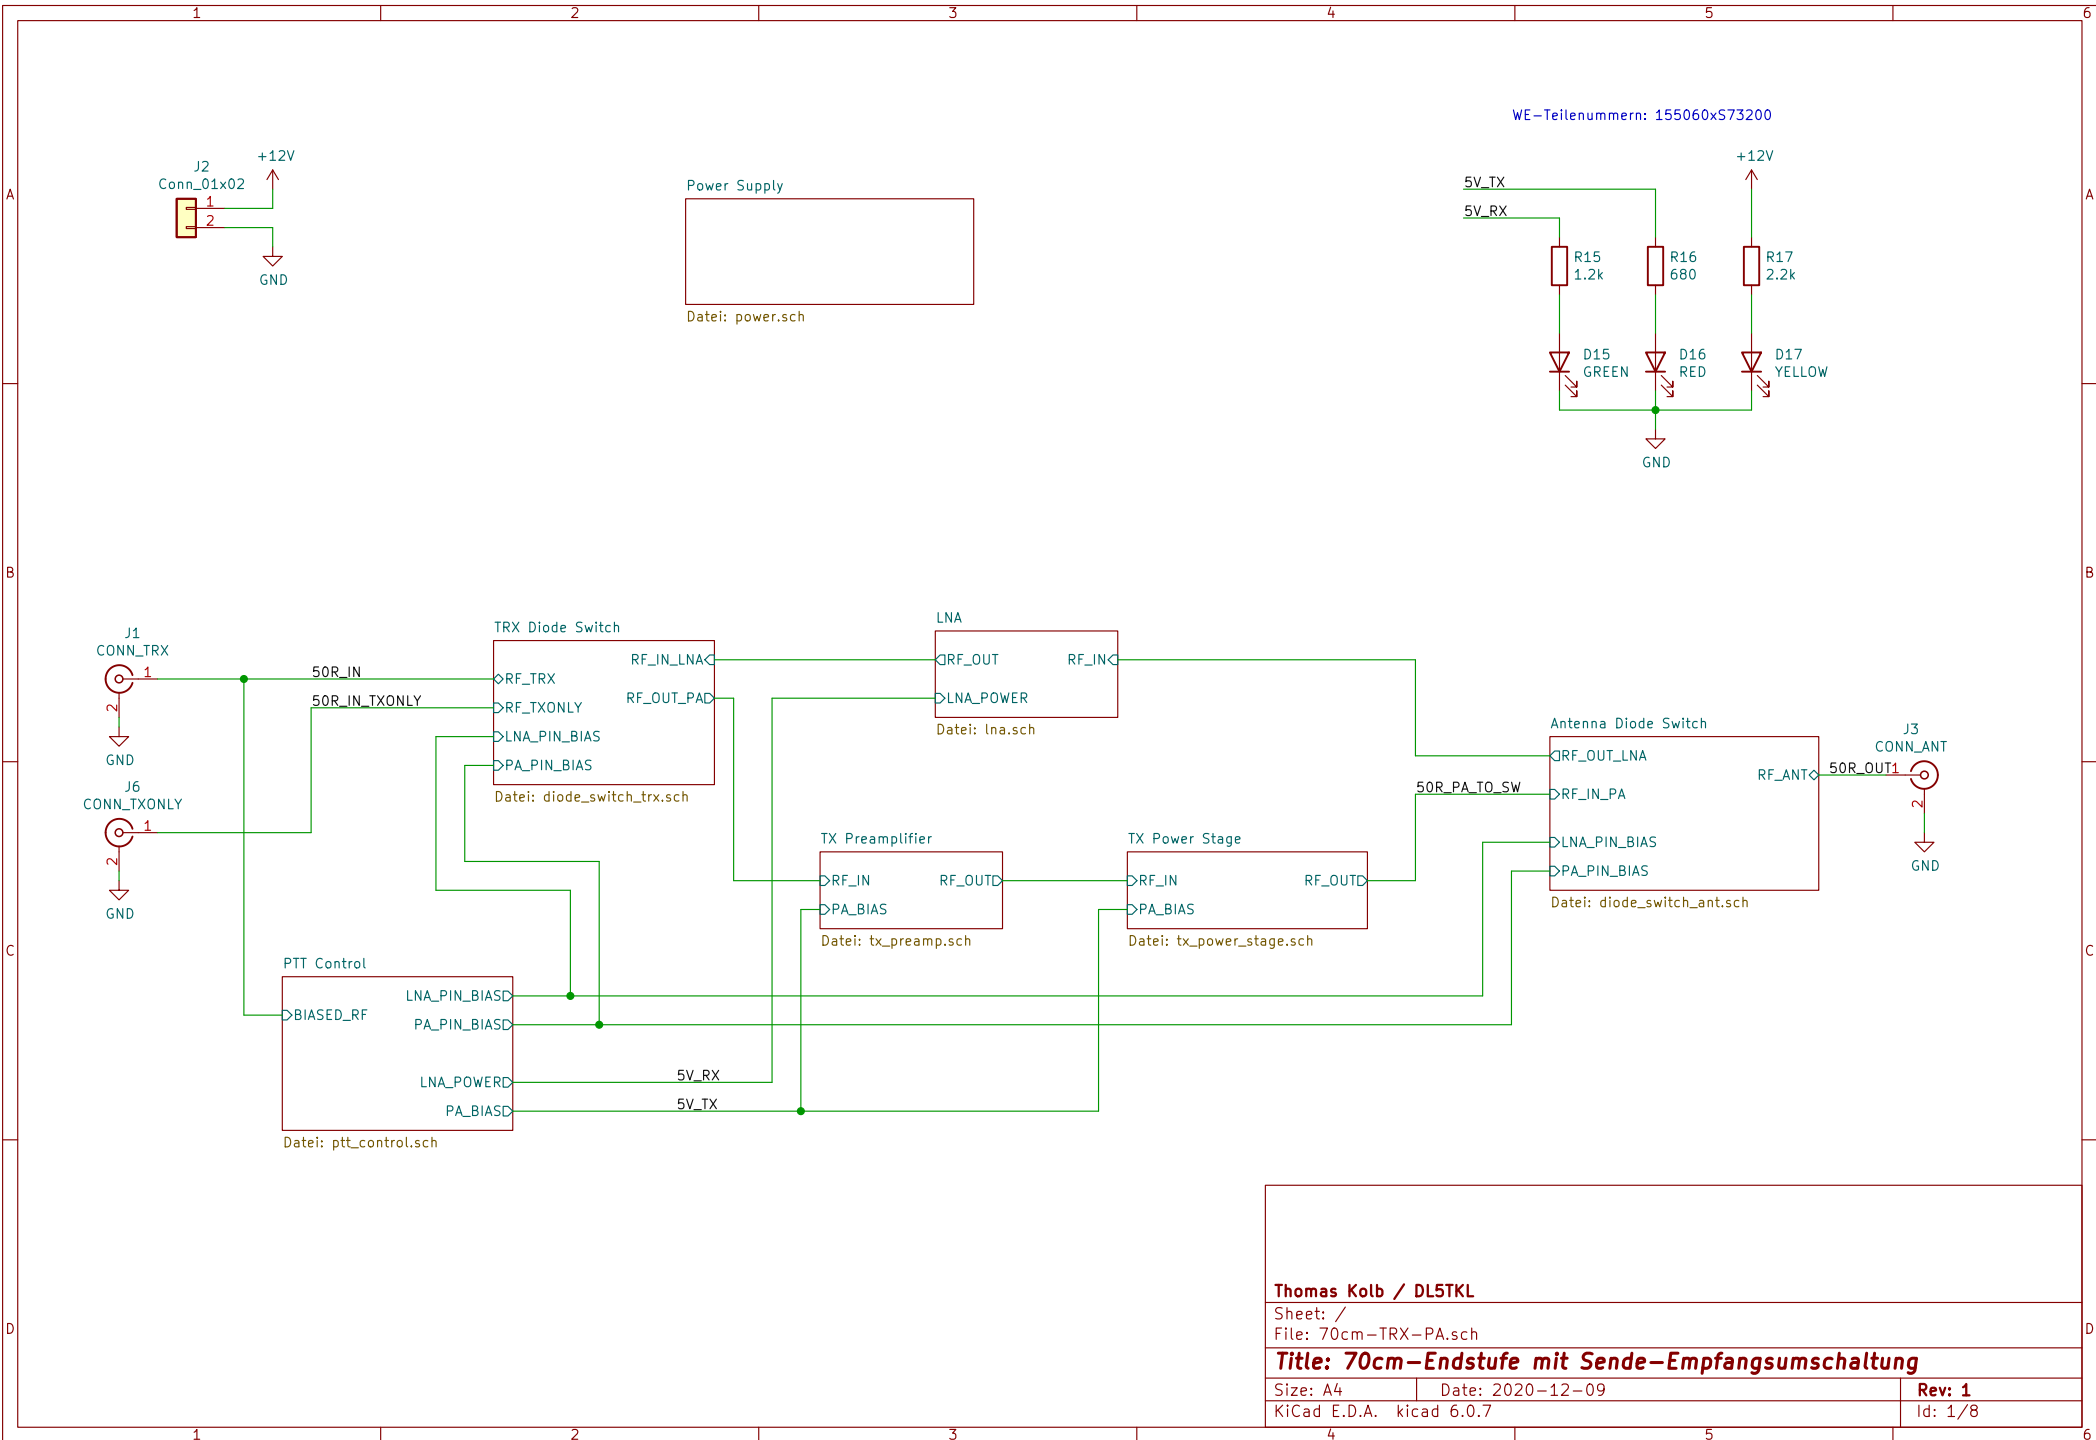 1 2 3 4 5 6
WE-Teilenummern: 155060xS73200
A
A
J2
Conn_01x02
+12V
1
2
GND
Power Supply
Datei: power.sch
5V_TX
5V_RX
+12V
R15
1.2k
R16
680
R17
2.2k
D15
GREEN
D16
RED
D17
YELLOW
GND
B
B
J1
CONN_TRX
1
2
GND
J6
CONN_TXONLY
1
2
GND
50R_IN
50R_IN_TXONLY
TRX Diode Switch
RF_IN_LNA
RF_TRX
RF_OUT_PA
RF_TXONLY
LNA_PIN_BIAS
PA_PIN_BIAS
Datei: diode_switch_trx.sch
LNA
RF_OUT
RF_IN
LNA_POWER
Datei: lna.sch
Antenna Diode Switch
RF_OUT_LNA
RF_ANT
RF_IN_PA
LNA_PIN_BIAS
PA_PIN_BIAS
Datei: diode_switch_ant.sch
50R_PA_TO_SW
50R_OUT
J3
CONN_ANT
1
2
GND
TX Preamplifier
RF_IN
RF_OUT
PA_BIAS
Datei: tx_preamp.sch
TX Power Stage
RF_IN
RF_OUT
PA_BIAS
Datei: tx_power_stage.sch
C
C
PTT Control
LNA_PIN_BIAS
BIASED_RF
PA_PIN_BIAS
LNA_POWER
PA_BIAS
Datei: ptt_control.sch
5V_RX
5V_TX
D
D
Thomas Kolb / DL5TKL
Sheet: /
File: 70cm-TRX-PA.sch
Title: 70cm-Endstufe mit Sende-Empfangsumschaltung
Size: A4 Date: 2020-12-09 Rev: 1
KiCad E.D.A. kicad 6.0.7 Id: 1/8
1 2 3 4 5 6